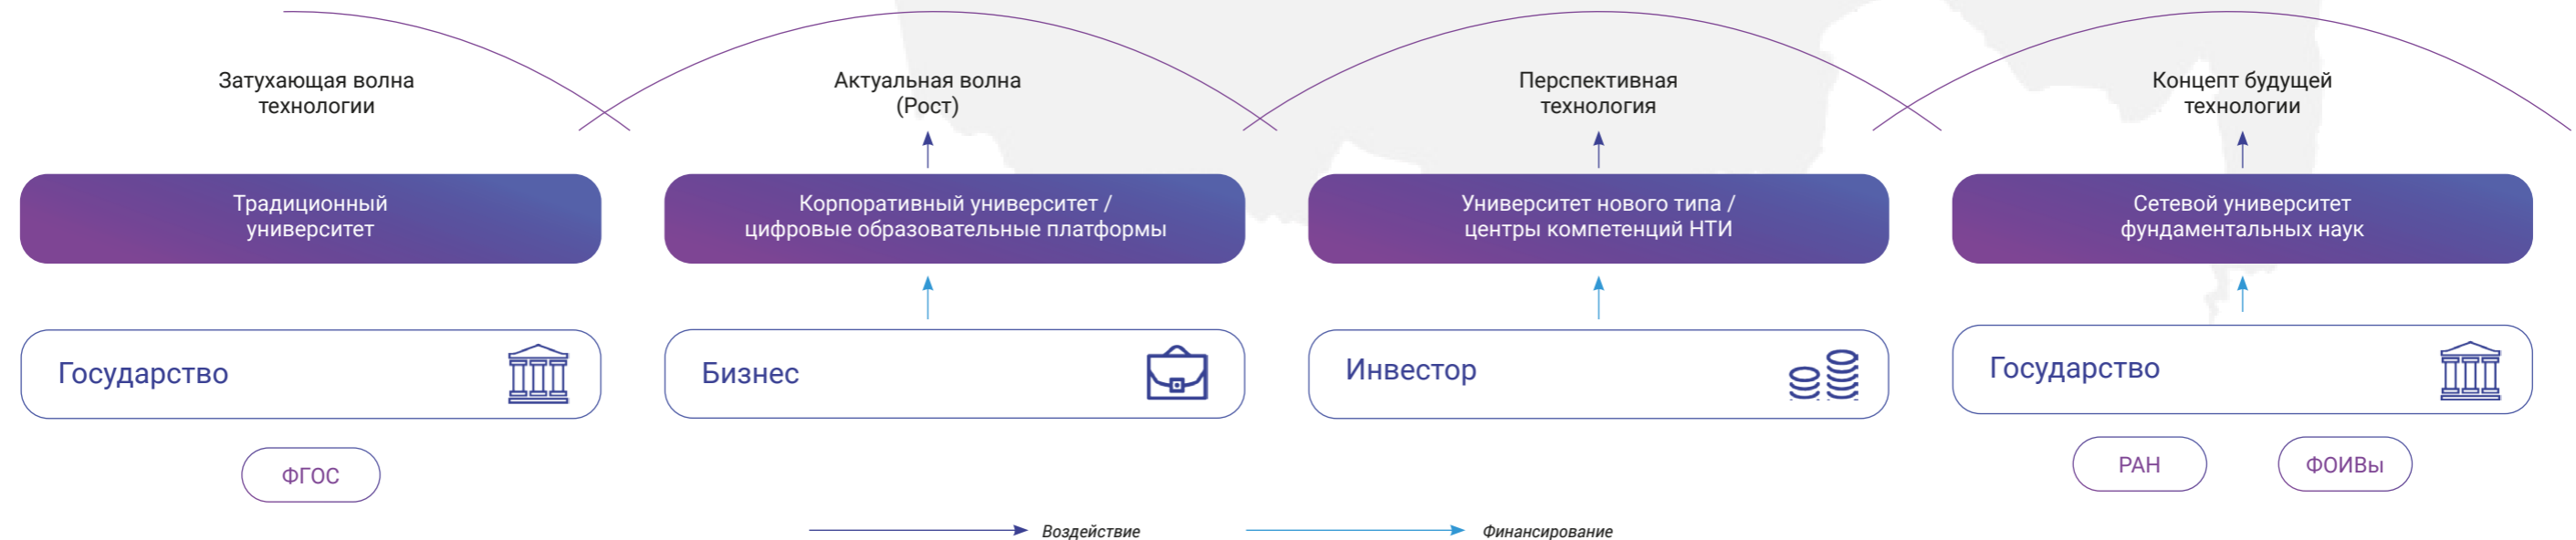 Затухающая волна
технологии
Актуальная волна
(Рост)
Перспективная
технология
Концепт будущей
технологии
Традиционный
университет
Корпоративный университет /
цифровые образовательные платформы
Университет нового типа /
центры компетенций НТИ
Сетевой университет
фундаментальных наук
Государство
Бизнес
Инвестор
Государство
ФГОС
РАН
ФОИВы
Воздействие
Финансирование